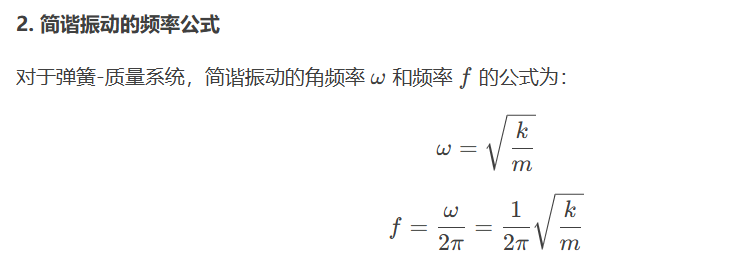 2. 简谐振动的频率公式
对于弹簧-质量系统，简谐振动的角频率 ω 和频率 f 的公式为：
ω = √(k/m)
f = ω/2π = 1/2π √(k/m)